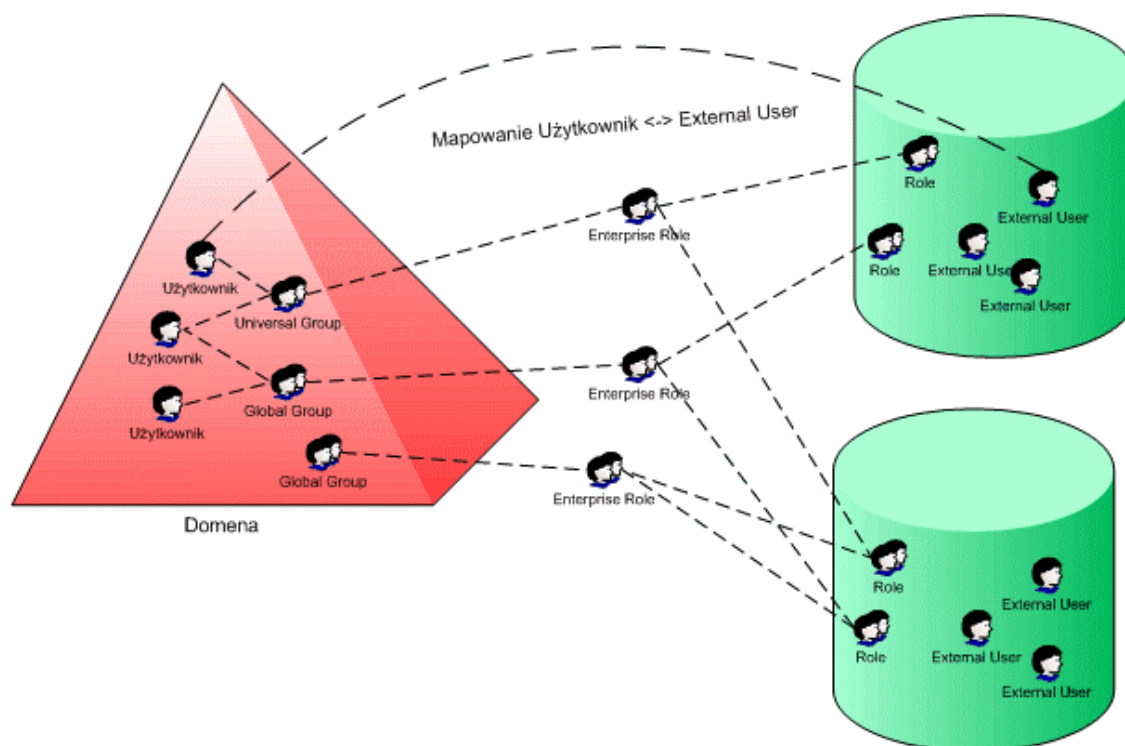 Mapowanie Użytkownik <-> External User
Role
External User
Enterprise Role
Role
External User
External User
Użytkownik
Universal Group
Użytkownik
Enterprise Role
Global Group
Użytkownik
Global Group
Enterprise Role
Domena
Role
External User
Role
External User
External User